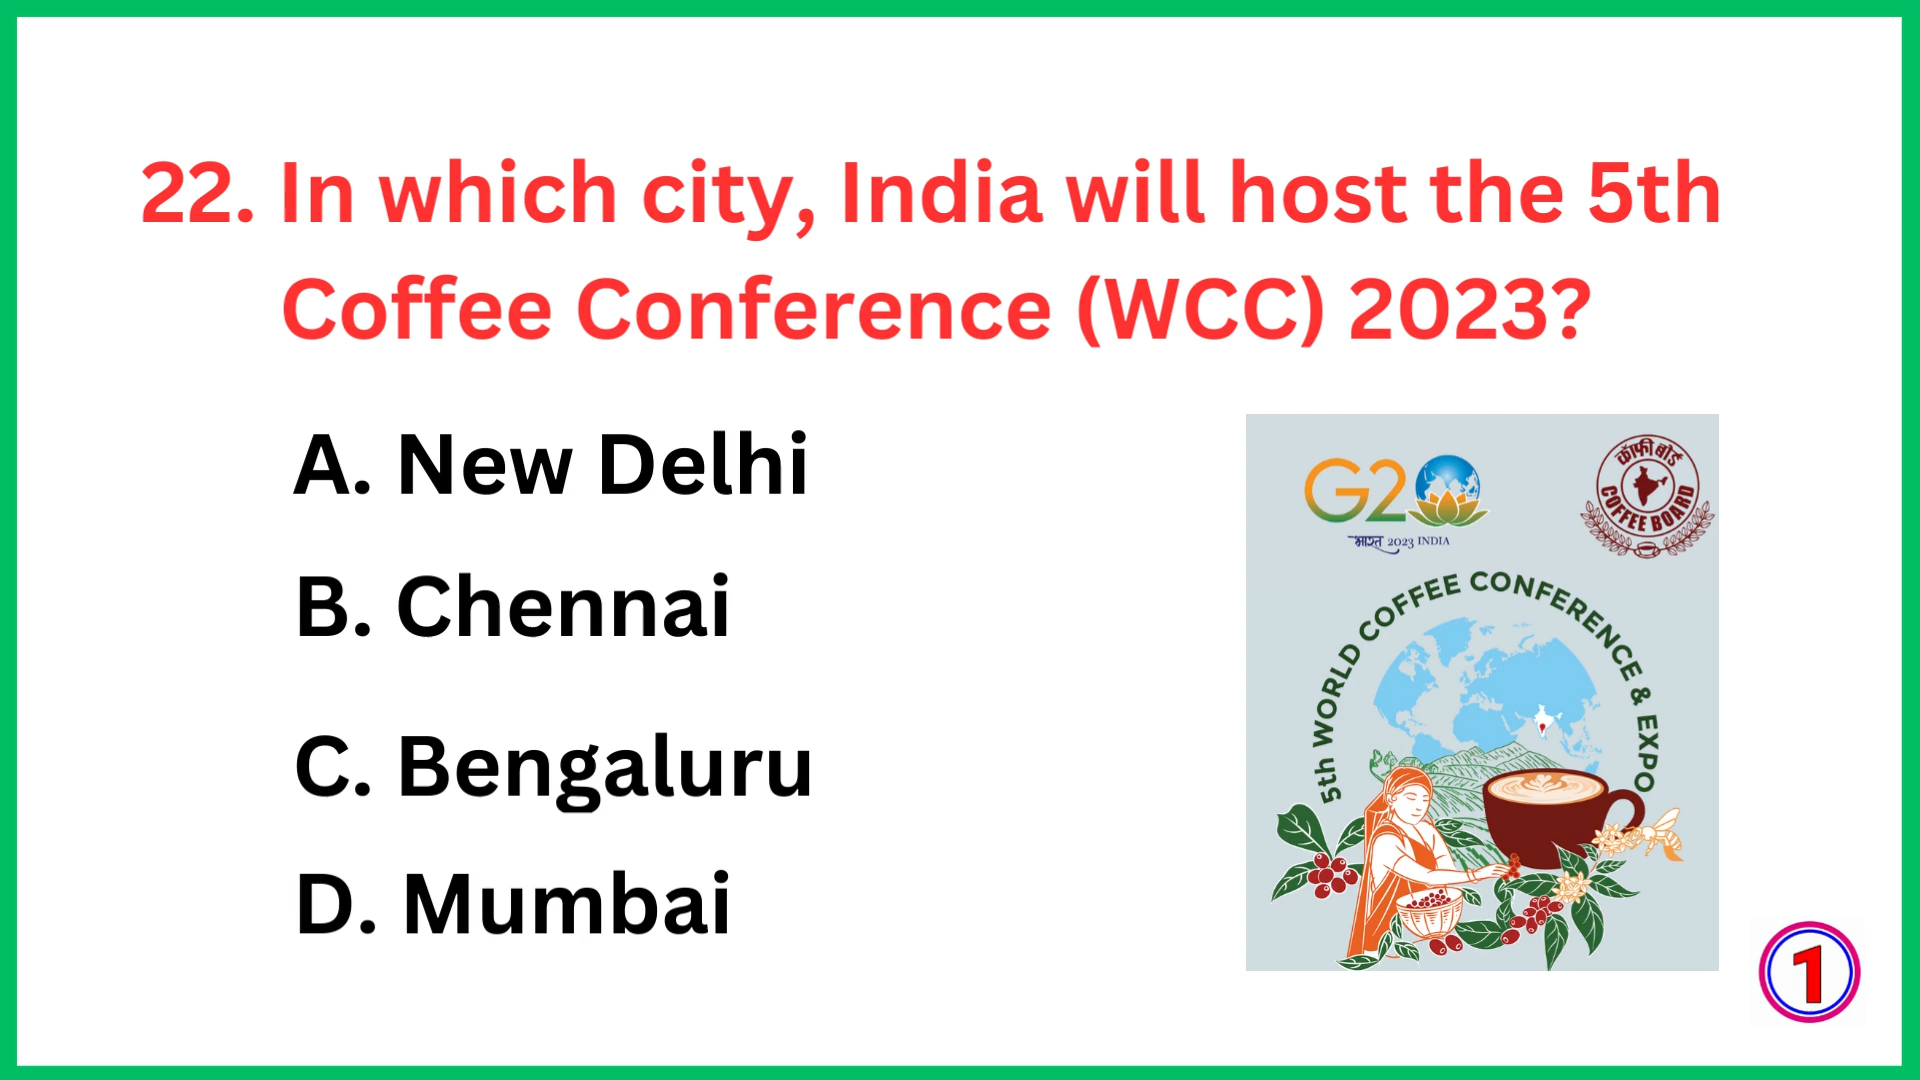 22. In which city, India will host the 5th
Coffee Conference (WCC) 2023?
A. New Delhi
B. Chennai
C. Bengaluru
D. Mumbai
G20
भारत 2023 INDIA
कॉफी बोर्ड
COFFEE BOARD
5th WORLD COFFEE CONFERENCE & EXPO
1